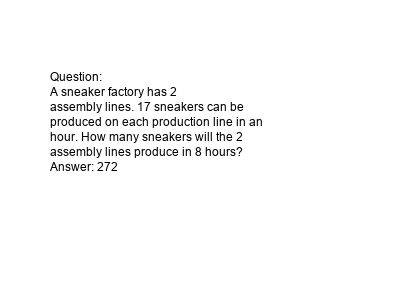 Question:
A sneaker factory has 2
assembly lines. 17 sneakers can be
produced on each production line in an
hour. How many sneakers will the 2
assembly lines produce in 8 hours?
Answer: 272